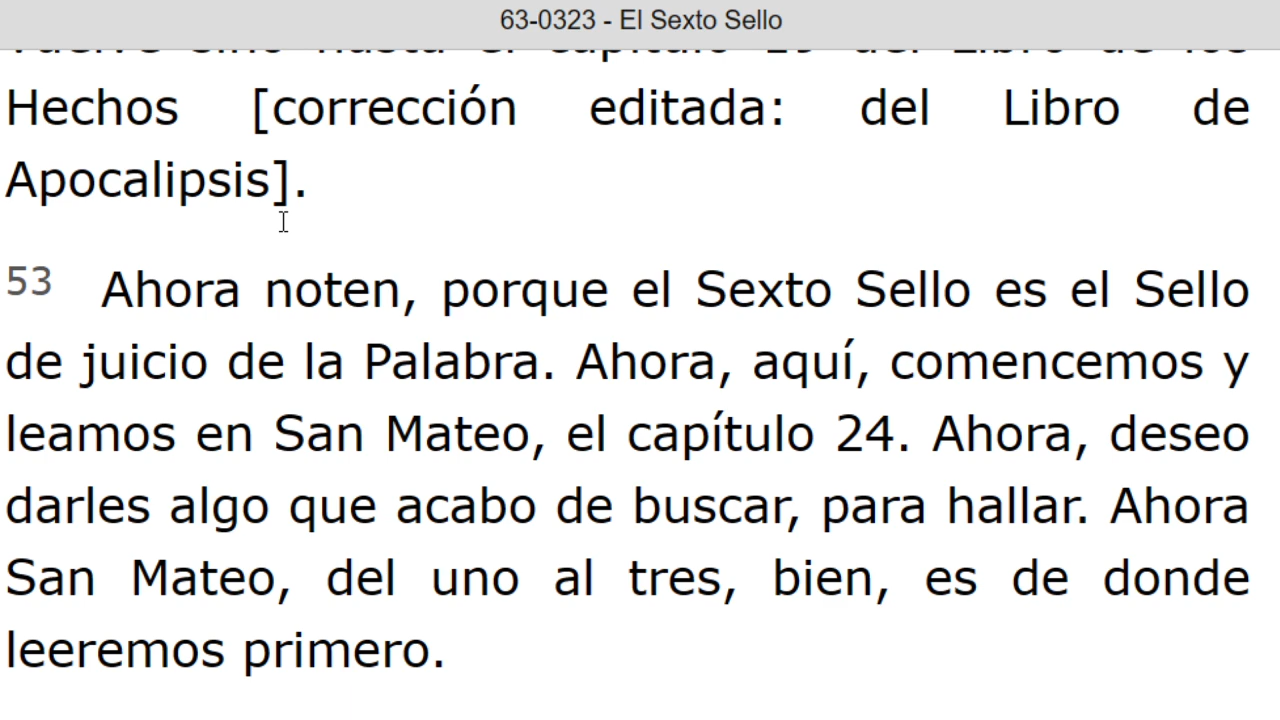 63-0323 - El Sexto Sello
Hechos [corrección editada: del Libro de
Apocalipsis].
53 Ahora noten, porque el Sexto Sello es el Sello
de juicio de la Palabra. Ahora, aquí, comencemos y
leamos en San Mateo, el capítulo 24. Ahora, deseo
darles algo que acabo de buscar, para hallar. Ahora
San Mateo, del uno al tres, bien, es de donde
leeremos primero.